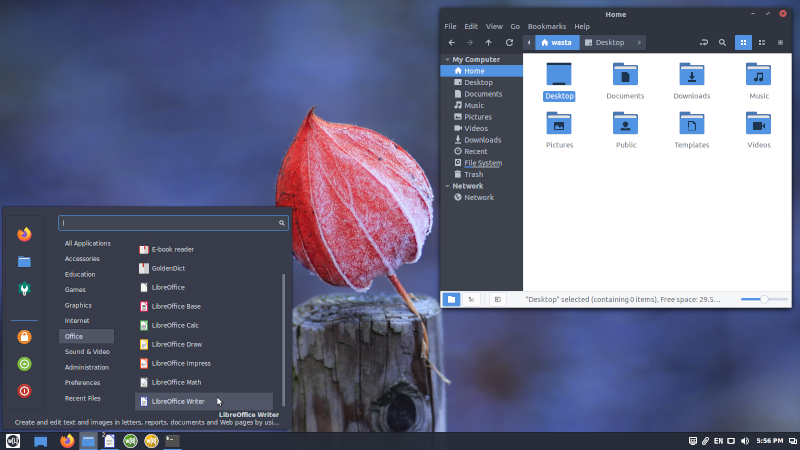 Home
File Edit View Go Bookmarks Help
wasta Desktop
My Computer
Home
Desktop
Documents
Music
Pictures
Videos
Downloads
Recent
File System
Trash
Network
Network
Desktop Documents Downloads Music
Pictures Public Templates Videos
"Desktop" selected (containing 0 items), Free space: 29.5...
All Applications
Accessories
Education
Games
Graphics
Internet
Office
Sound & Video
Administration
Preferences
Recent Files
E-book reader
GoldenDict
LibreOffice
LibreOffice Base
LibreOffice Calc
LibreOffice Draw
LibreOffice Impress
LibreOffice Math
LibreOffice Writer
LibreOffice Writer
Create and edit text and images in letters, reports, documents and Web pages by usi...
2
EN 5:56 PM